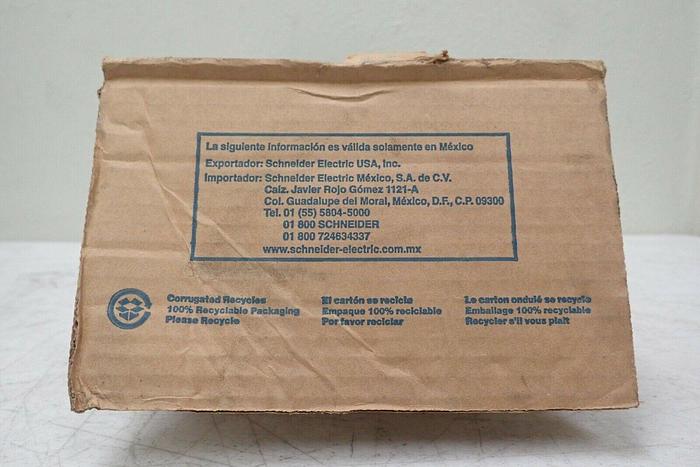 La siguiente información es válida solamente en México
Exportador: Schneider Electric USA, Inc.
Importador: Schneider Electric México, S.A. de C.V.
Calz. Javier Rojo Gómez 1121-A
Col. Guadalupe del Moral, México, D.F., C.P. 09300
Tel. 01 (55) 5804-5000
01 800 SCHNEIDER
01 800 724634337
www.schneider-electric.com.mx
Corrugated Recycles
100% Recyclable Packaging
Please Recycle
El cartón se recicla
Empaque 100% reciclable
Por favor reciclar
Le carton ondulé se recycle
Emballage 100% recyclable
Recycler s'il vous plaît